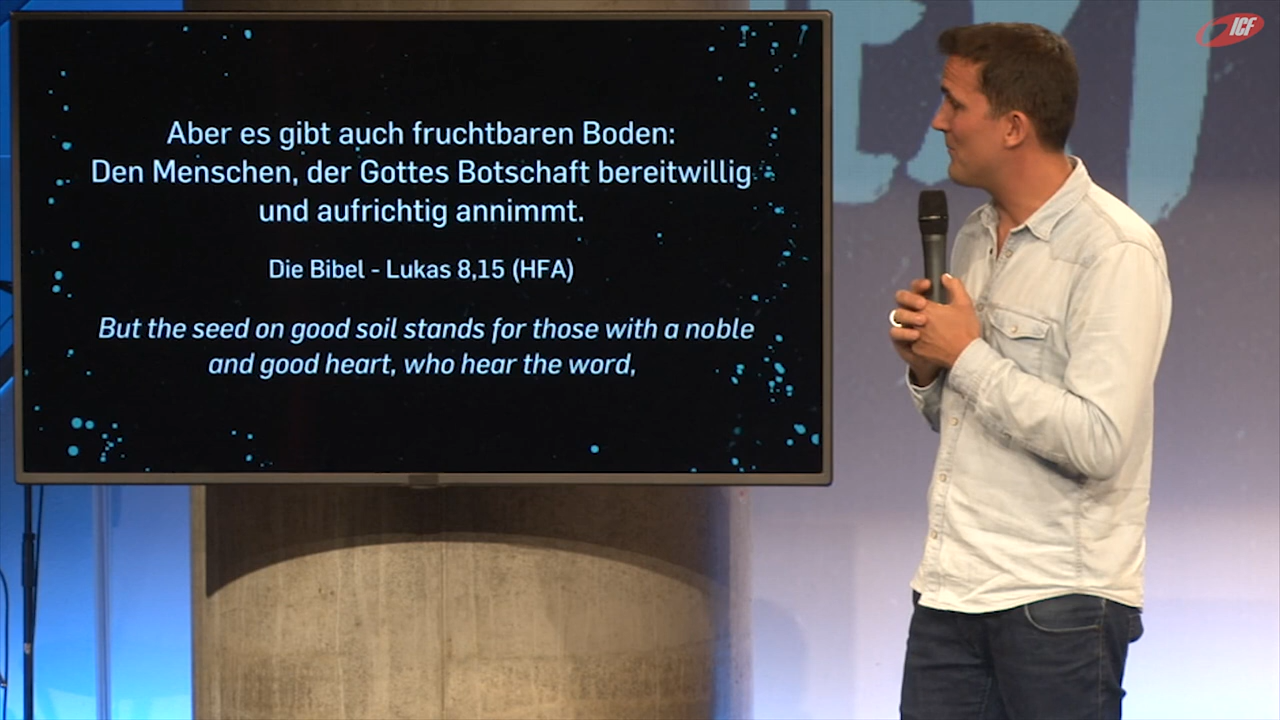 Aber es gibt auch fruchtbaren Boden:
Den Menschen, der Gottes Botschaft bereitwillig
und aufrichtig annimmt.
Die Bibel - Lukas 8,15 (HFA)
But the seed on good soil stands for those with a noble
and good heart, who hear the word,
ICF